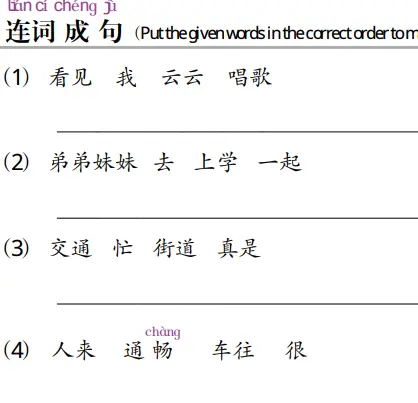 lián cí chéng jù
连词成句（Put the given words in the correct order to m
（1） 看见 我 云云 唱歌
（2） 弟弟妹妹 去 上学 一起
（3） 交通 忙 街道 真是
chàng
（4） 人来 通畅 车往 很